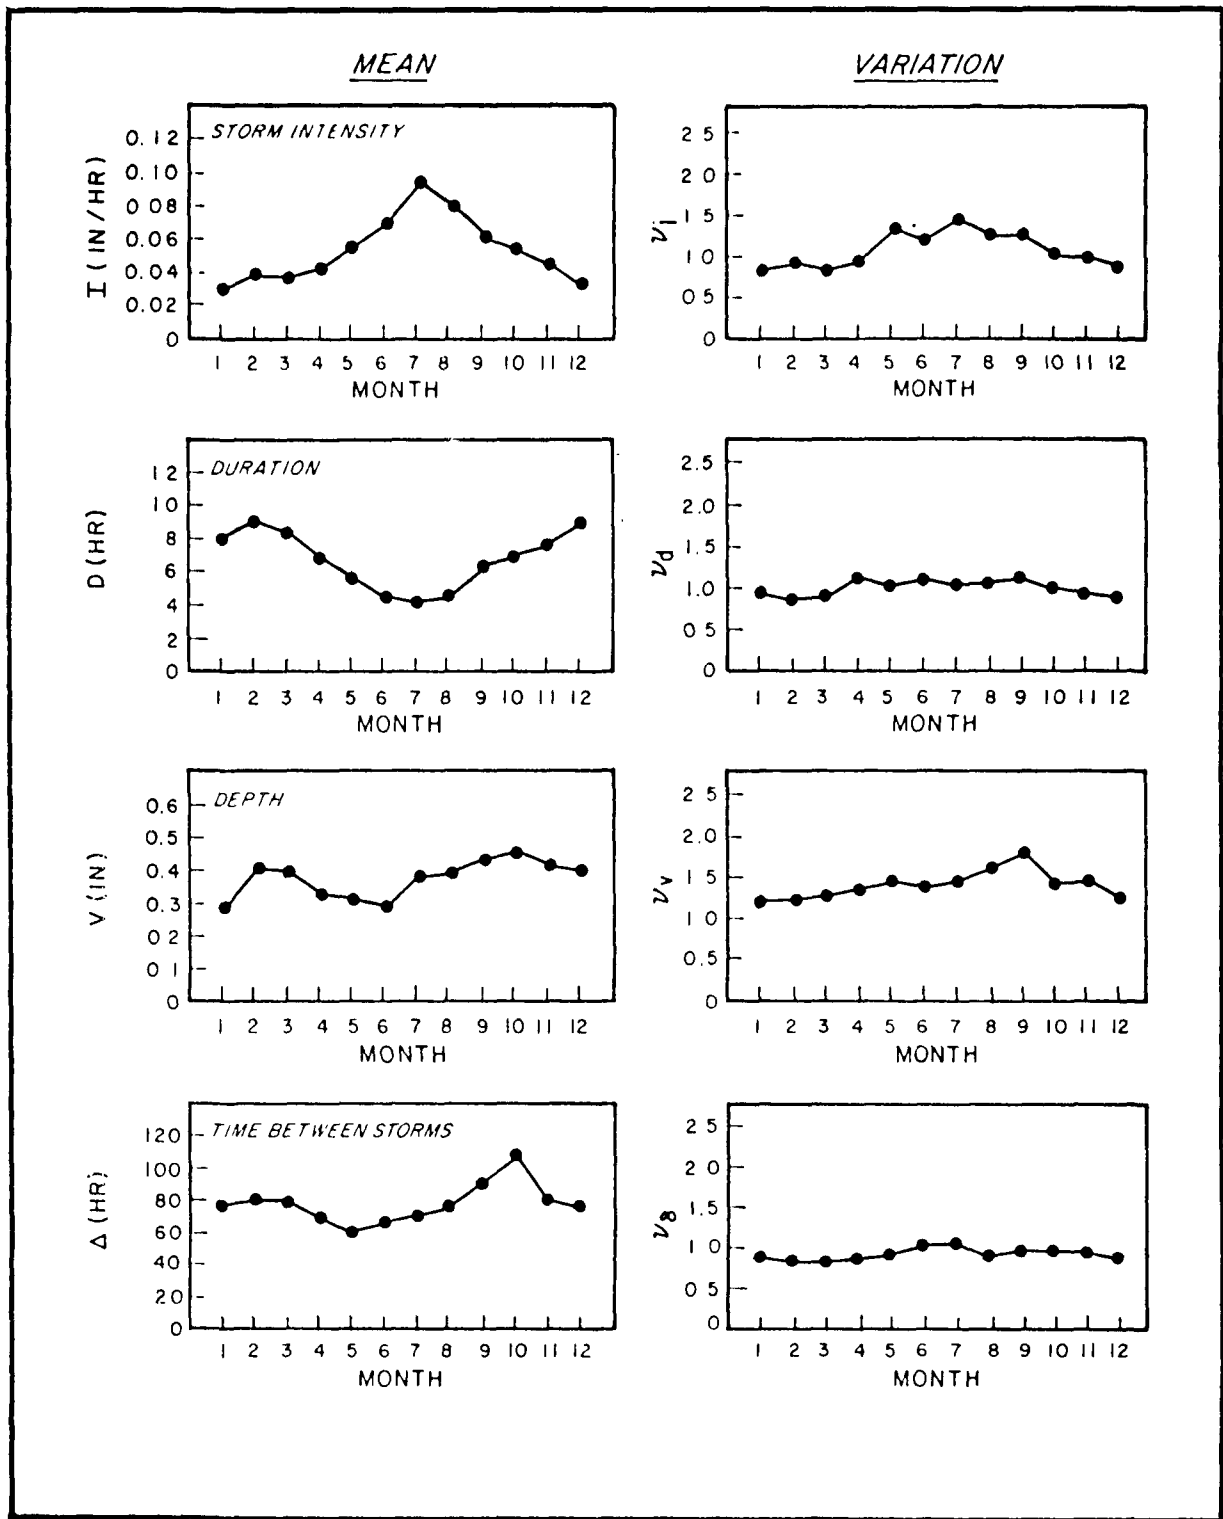 MEAN
VARIATION
STORM INTENSITY
I (IN/HR)
0.12
0.10
0.08
0.06
0.04
0.02
0
1 2 3 4 5 6 7 8 9 10 11 12
MONTH
νi
2 5
2 0
1 5
1.0
0 5
0
1 2 3 4 5 6 7 8 9 10 11 12
MONTH
DURATION
D (HR)
12
10
8
6
4
2
0
1 2 3 4 5 6 7 8 9 10 11 12
MONTH
νd
2.5
2.0
1.5
1.0
0 5
0
1 2 3 4 5 6 7 8 9 10 11 12
MONTH
DEPTH
V (IN)
0.6
0.5
0.4
0.3
0 2
0 1
0
1 2 3 4 5 6 7 8 9 10 11 12
MONTH
νv
2 5
2.0
1 5
1 0
0.5
0
1 2 3 4 5 6 7 8 9 10 11 12
MONTH
TIME BETWEEN STORMS
Δ (HR)
120
100
80
60
40
20
0
1 2 3 4 5 6 7 8 9 10 11 12
MONTH
νδ
2 5
2 0
1.5
1 0
0 5
0
1 2 3 4 5 6 7 8 9 10 11 12
MONTH